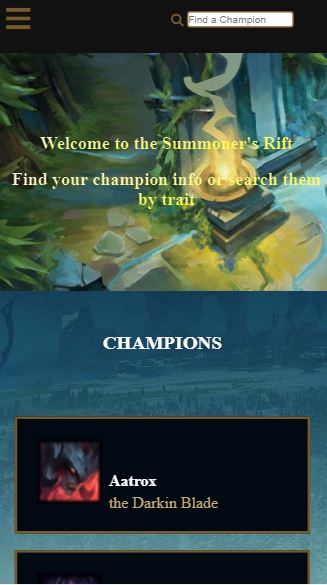 Find a Champion
Welcome to the Summoner's Rift
Find your champion info or search them
by trait
CHAMPIONS
Aatrox
the Darkin Blade